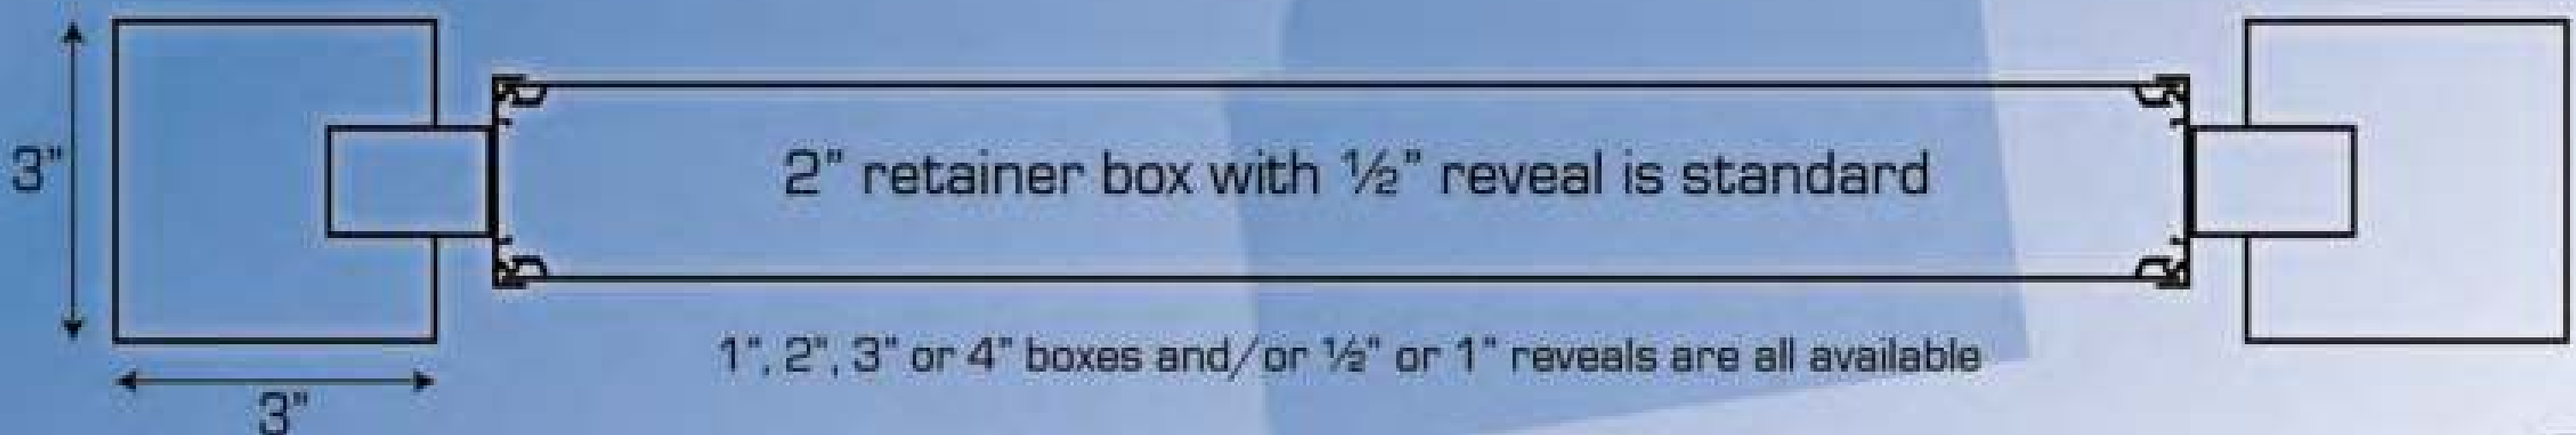 3"
2" retainer box with ½" reveal is standard
1", 2", 3" or 4" boxes and/or ½" or 1" reveals are all available
3"